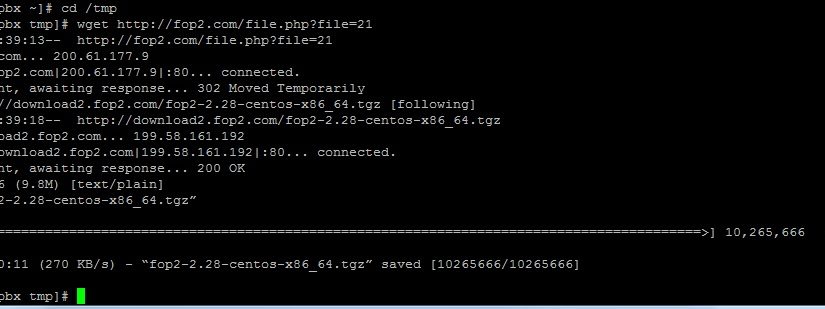 pbx ~]# cd /tmp
pbx tmp]# wget http://fop2.com/file.php?file=21
:39:13-- http://fop2.com/file.php?file=21
com... 200.61.177.9
op2.com|200.61.177.9|:80... connected.
nt, awaiting response... 302 Moved Temporarily
//download2.fop2.com/fop2-2.28-centos-x86_64.tgz [following]
:39:18-- http://download2.fop2.com/fop2-2.28-centos-x86_64.tgz
oad2.fop2.com... 199.58.161.192
ownload2.fop2.com|199.58.161.192|:80... connected.
nt, awaiting response... 200 OK
6 (9.8M) [text/plain]
2-2.28-centos-x86_64.tgz”
=======================================================================================>] 10,265,666
0:11 (270 KB/s) - “fop2-2.28-centos-x86_64.tgz” saved [10265666/10265666]
pbx tmp]#